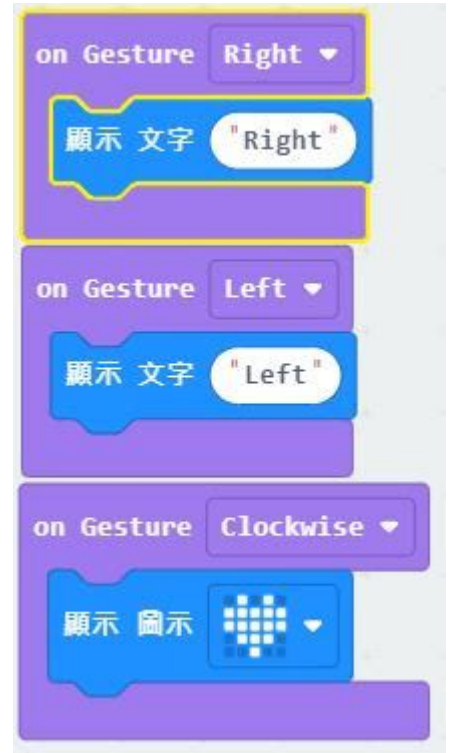 on Gesture Right
顯示 文字 "Right"
on Gesture Left
顯示 文字 "Left"
on Gesture Clockwise
顯示 圖示